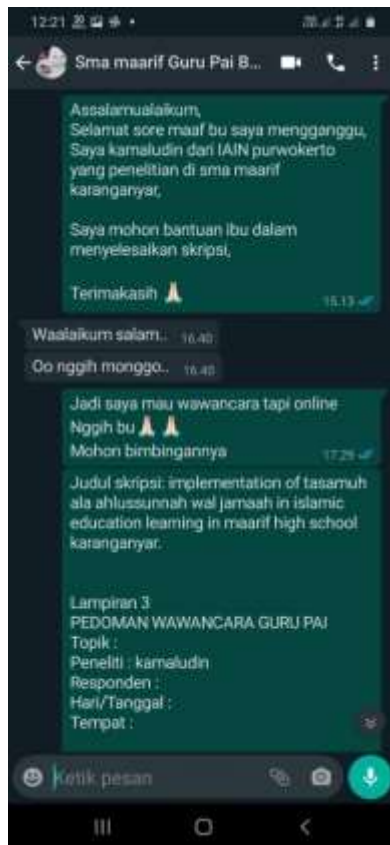 12.21
Sma maarif Guru Pai B...
Assalamualaikum,
Selamat sore maaf bu saya mengganggu,
Saya kamaludin dari IAIN purwokerto
yang penelitian di sma maarif
karanganyar,
Saya mohon bantuan ibu dalam
menyelesaikan skripsi,
Terimakasih 🙏🏻
15.13
Waalaikum salam..
16.40
Oo nggih monggo..
16.40
Jadi saya mau wawancara tapi online
Nggih bu 🙏🏻 🙏🏻
Mohon bimbingannya
17.29
Judul skripsi: implementation of tasamuh
ala ahlussunnah wal jamaah in islamic
education learning in maarif high school
karanganyar.
Lampiran 3
PEDOMAN WAWANCARA GURU PAI
Topik :
Peneliti : kamaludin
Responden :
Hari/Tanggal :
Tempat :
Ketik pesan